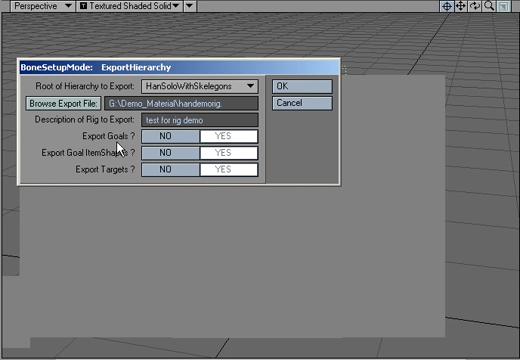 Perspective
Textured Shaded Solid
BoneSetupMode: ExportHierarchy
Root of Hierarchy to Export: HanSoloWithSkelegons
OK
Browse Export File: G:\Demo_Material\handemorig.
Cancel
Description of Rig to Export: test for rig demo
Export Goals ? NO YES
Export Goal ? NO YES
Export Targets ? NO YES